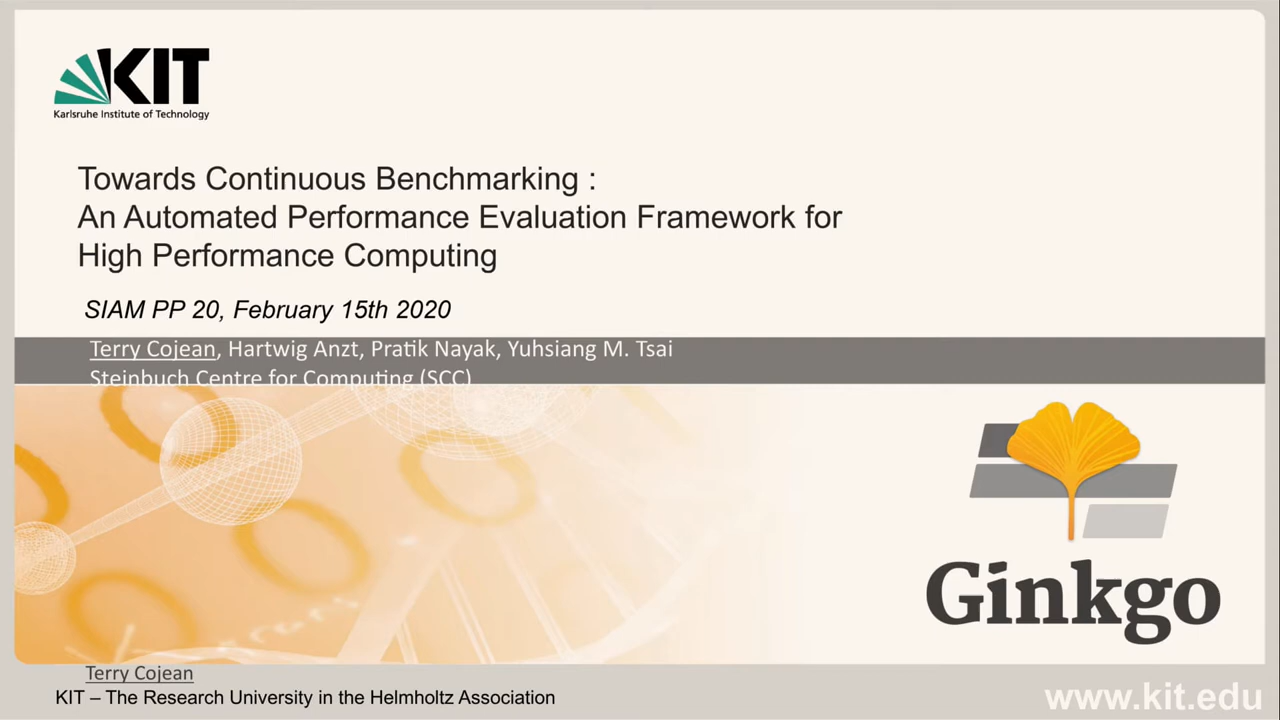 KIT
Karlsruhe Institute of Technology
Towards Continuous Benchmarking :
An Automated Performance Evaluation Framework for
High Performance Computing
SIAM PP 20, February 15th 2020
Terry Cojean, Hartwig Anzt, Pratik Nayak, Yuhsiang M. Tsai
Steinbuch Centre for Computing (SCC)
Ginkgo
Terry Cojean
KIT – The Research University in the Helmholtz Association
www.kit.edu